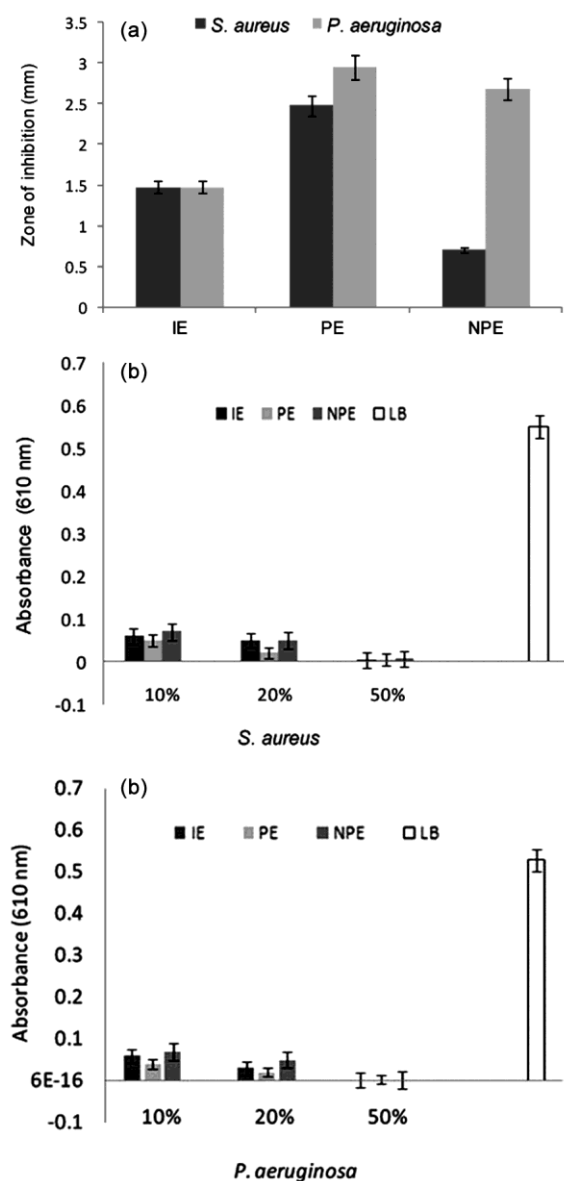 (a)
S. aureus P. aeruginosa
Zone of inhibition (mm)
3.5
3
2.5
2
1.5
1
0.5
0
IE PE NPE
(b)
IE PE NPE LB
Absorbance (610 nm)
0.7
0.6
0.5
0.4
0.3
0.2
0.1
0
-0.1
10% 20% 50%
S. aureus
(b)
IE PE NPE LB
Absorbance (610 nm)
0.7
0.6
0.5
0.4
0.3
0.2
0.1
6E-16
-0.1
10% 20% 50%
P. aeruginosa